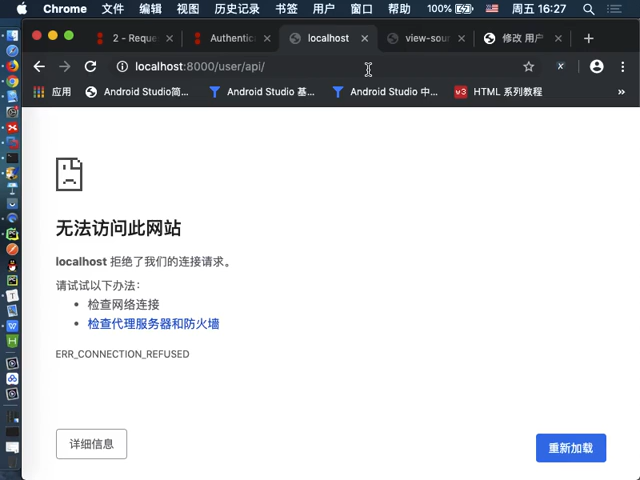 Chrome 文件 编辑 视图 历史记录 书签 用户 窗口 帮助 100% 周五 16:27
2 - Reque Authentic localhost view-sour 修改 用户
localhost:8000/user/api/
应用 Android Studio简... Android Studio 基... Android Studio 中... v3 HTML 系列教程 »
无法访问此网站
localhost 拒绝了我们的连接请求。
请试试以下办法：
检查网络连接
检查代理服务器和防火墙
ERR_CONNECTION_REFUSED
详细信息 重新加载